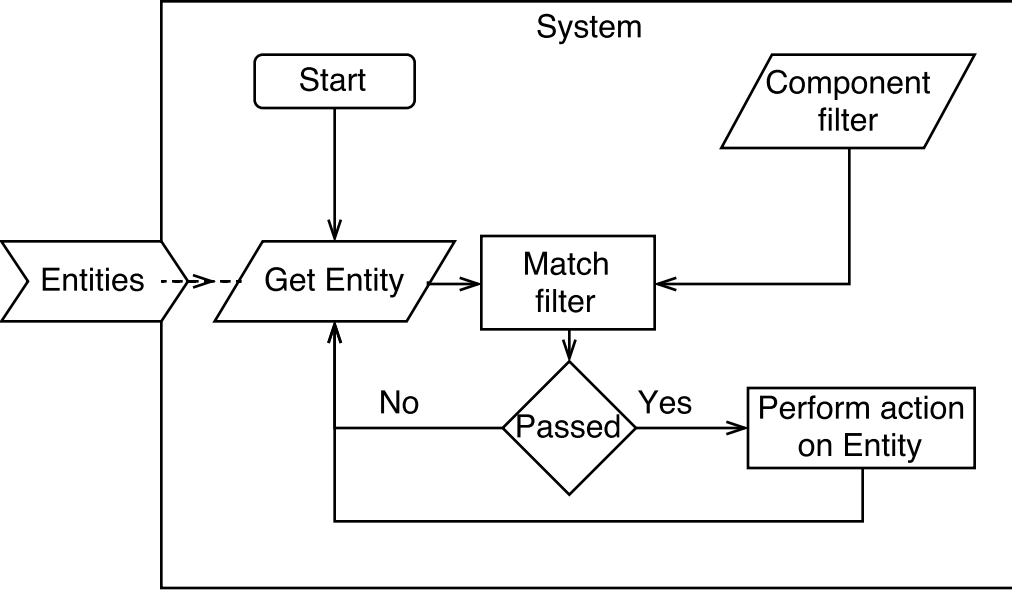 System
Start
Component
filter
Entities
Get Entity
Match
filter
No
Passed
Yes
Perform action
on Entity